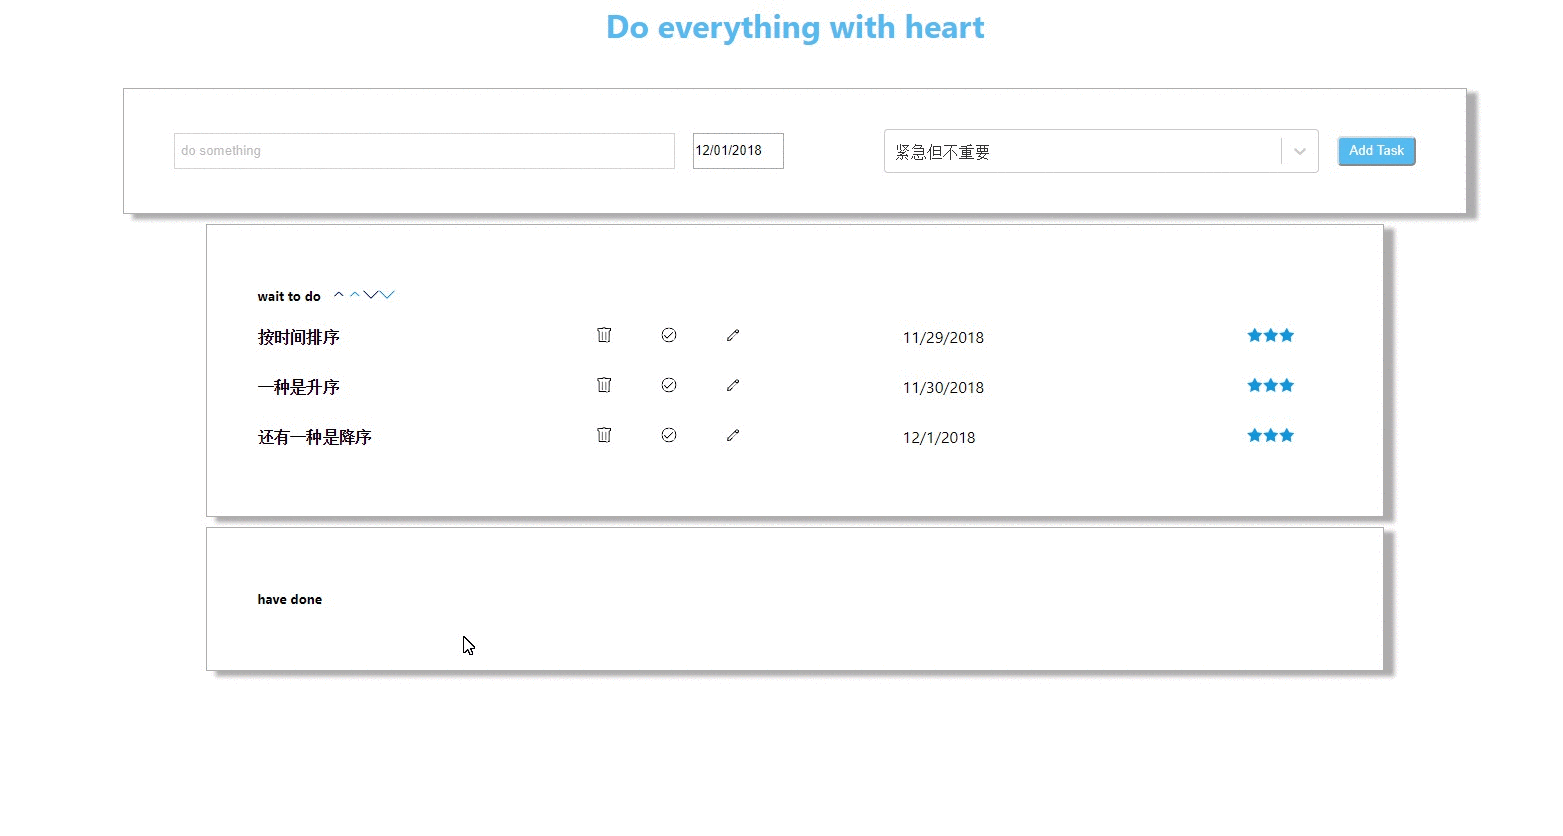 Do everything with heart
do something 12/01/2018 紧急但不重要 Add Task
wait to do
按时间排序 11/29/2018
一种是升序 11/30/2018
还有一种是降序 12/1/2018
have done